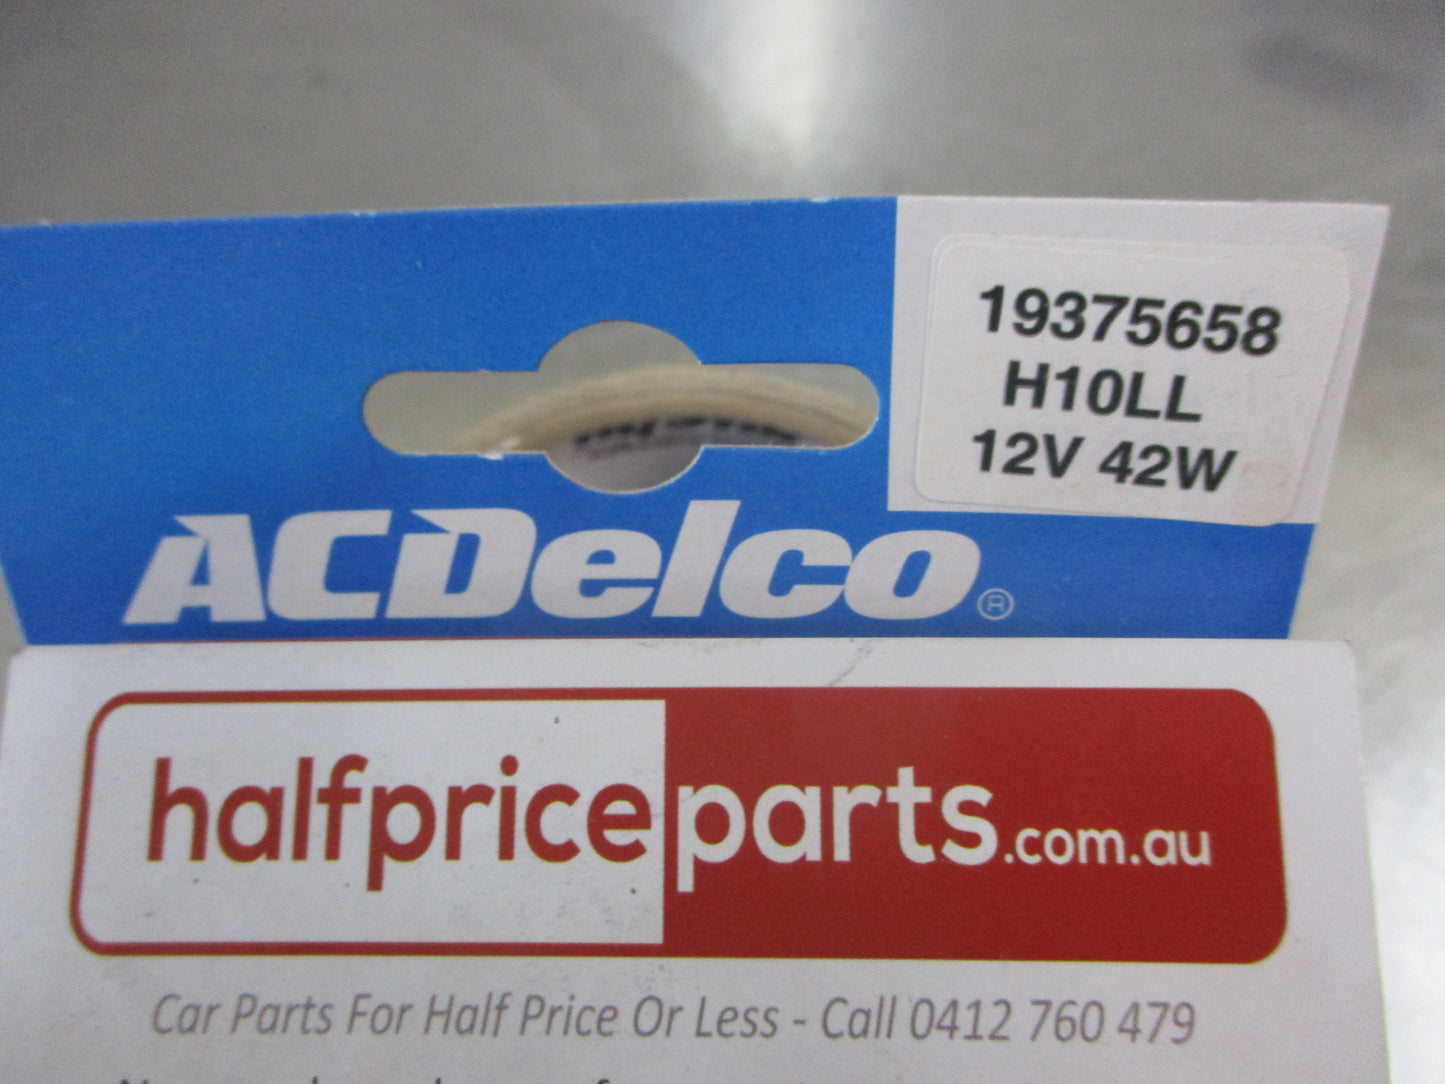 19375658
H10LL
12V 42W
ACDelco®
halfpriceparts.com.au
Car Parts For Half Price Or Less - Call 0412 760 479